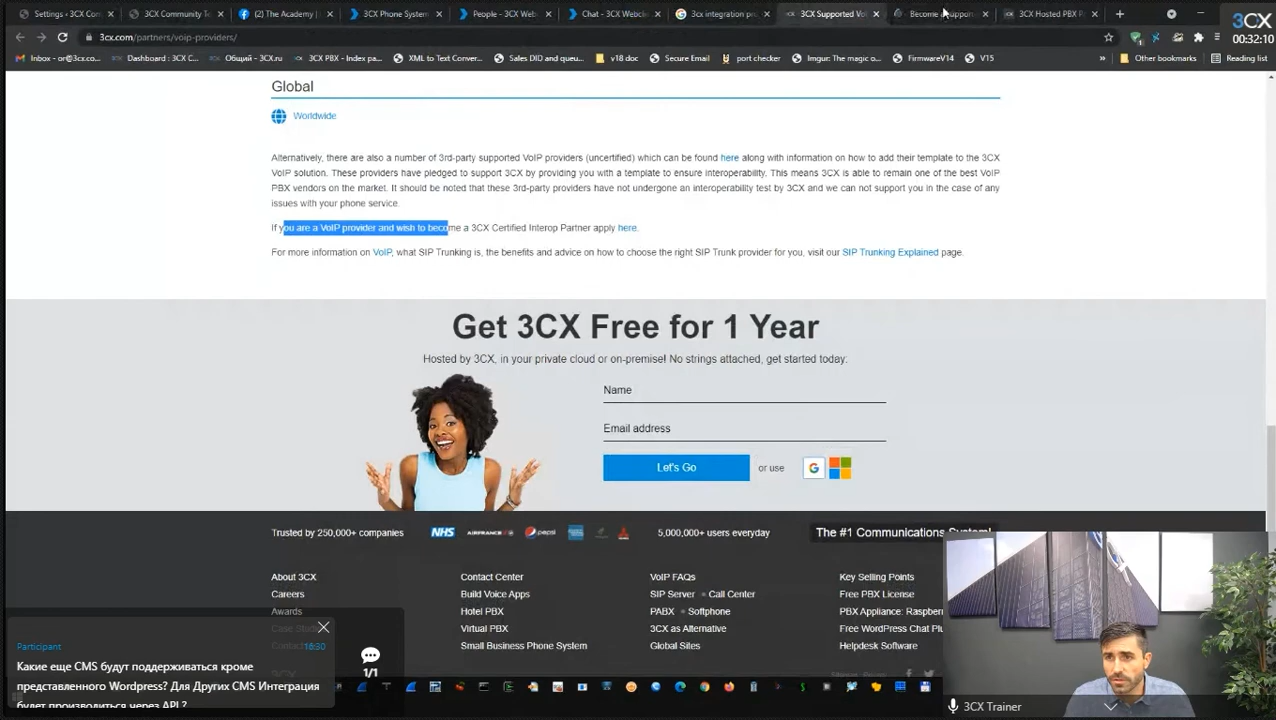 Settings - 3CX Com
3CX Community T
(2) The Academy |
3CX Phone System
People - 3CX Web
Chat - 3CX Webcli
3cx integration pr
3CX Supported Vo
Become a suppor
3CX Hosted PBX P
3CX
00:32:10
3cx.com/partners/voip-providers/
Inbox - or@3cx.co...
Dashboard : 3CX C...
Общий - 3CX.ru
3CX PBX - Index pa...
XML to Text Conver...
Sales DID and queu...
v18 doc
Secure Email
port checker
Imgur: The magic o...
FirmwareV14
V15
»
Other bookmarks
Reading list
Global
Worldwide
Alternatively, there are also a number of 3rd-party supported VoIP providers (uncertified) which can be found here along with information on how to add their template to the 3CX
VoIP solution. These providers have pledged to support 3CX by providing you with a template to ensure interoperability. This means 3CX is able to remain one of the best VoIP
PBX vendors on the market. It should be noted that these 3rd-party providers have not undergone an interoperability test by 3CX and we can not support you in the case of any
issues with your phone service.
If you are a VoIP provider and wish to become a 3CX Certified Interop Partner apply here.
For more information on VoIP, what SIP Trunking is, the benefits and advice on how to choose the right SIP Trunk provider for you, visit our SIP Trunking Explained page.
Get 3CX Free for 1 Year
Hosted by 3CX, in your private cloud or on-premise! No strings attached, get started today:
Name
Email address
Let's Go
or use
G
Trusted by 250,000+ companies
NHS
AIRFRANCE
pepsi
5,000,000+ users everyday
The #1 Communications System!
About 3CX
Careers
Awards
Contact Center
Build Voice Apps
Hotel PBX
Virtual PBX
Small Business Phone System
VoIP FAQs
SIP Server • Call Center
PABX • Softphone
3CX as Alternative
Global Sites
Key Selling Points
Free PBX License
PBX Appliance: Raspberr
Free WordPress Chat Plu
Helpdesk Software
Participant
16:30
Какие еще CMS будут поддерживаться кроме
представленного Wordpress? Для Других CMS Интеграция
будет производиться через API ?
1/1
3CX Trainer